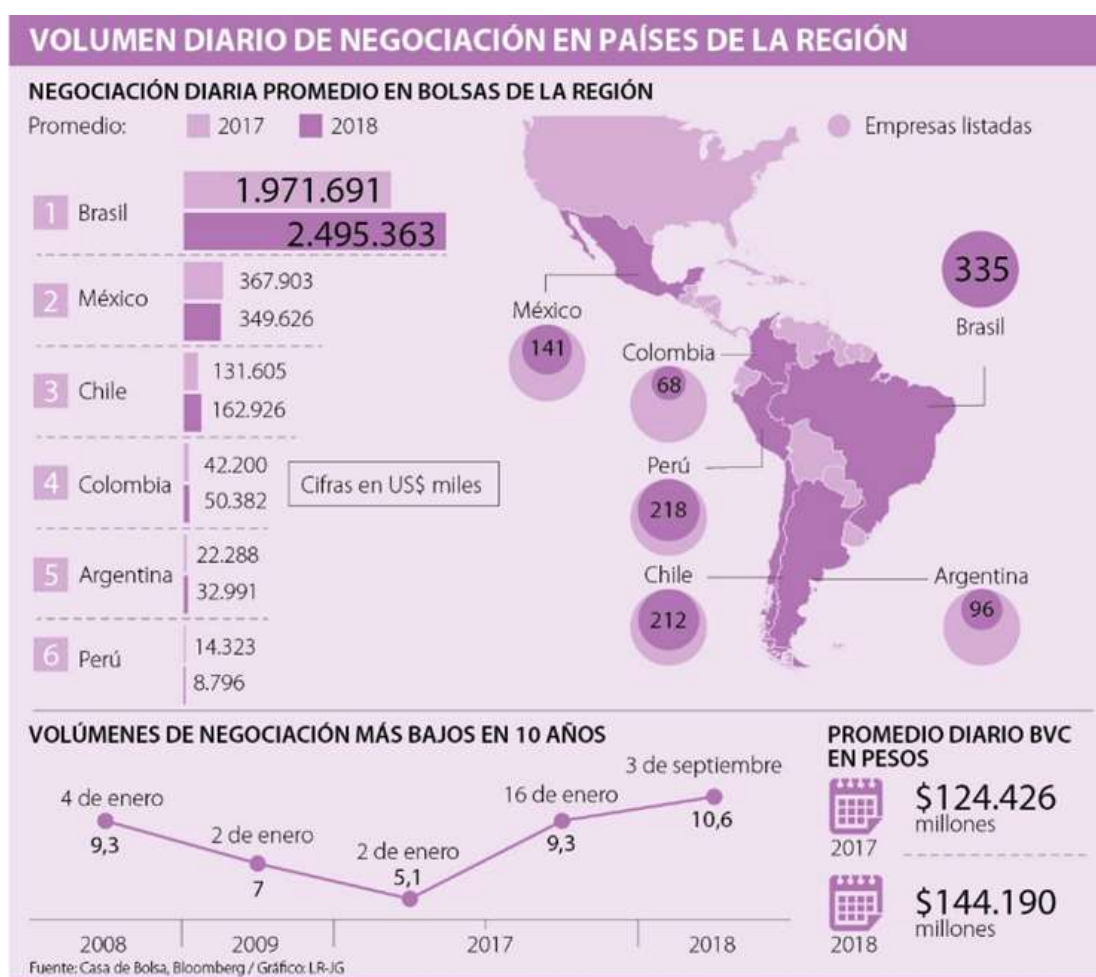 VOLUMEN DIARIO DE NEGOCIACIÓN EN PAÍSES DE LA REGIÓN
NEGOCIACIÓN DIARIA PROMEDIO EN BOLSAS DE LA REGIÓN
Promedio: 2017 2018
Empresas listadas
1 Brasil
1.971.691
2.495.363
2 México
367.903
349.626
3 Chile
131.605
162.926
4 Colombia
42.200
50.382
Cifras en US$ miles
5 Argentina
22.288
32.991
6 Perú
14.323
8.796
335
Brasil
México
141
Colombia
68
Perú
218
Chile
212
Argentina
96
VOLÚMENES DE NEGOCIACIÓN MÁS BAJOS EN 10 AÑOS
4 de enero
9,3
2 de enero
7
2 de enero
5,1
16 de enero
9,3
3 de septiembre
10,6
2008 2009 2017 2018
PROMEDIO DIARIO BVC
EN PESOS
$124.426
millones
2017
$144.190
millones
2018
Fuente: Casa de Bolsa, Bloomberg / Gráfico: LR-JG